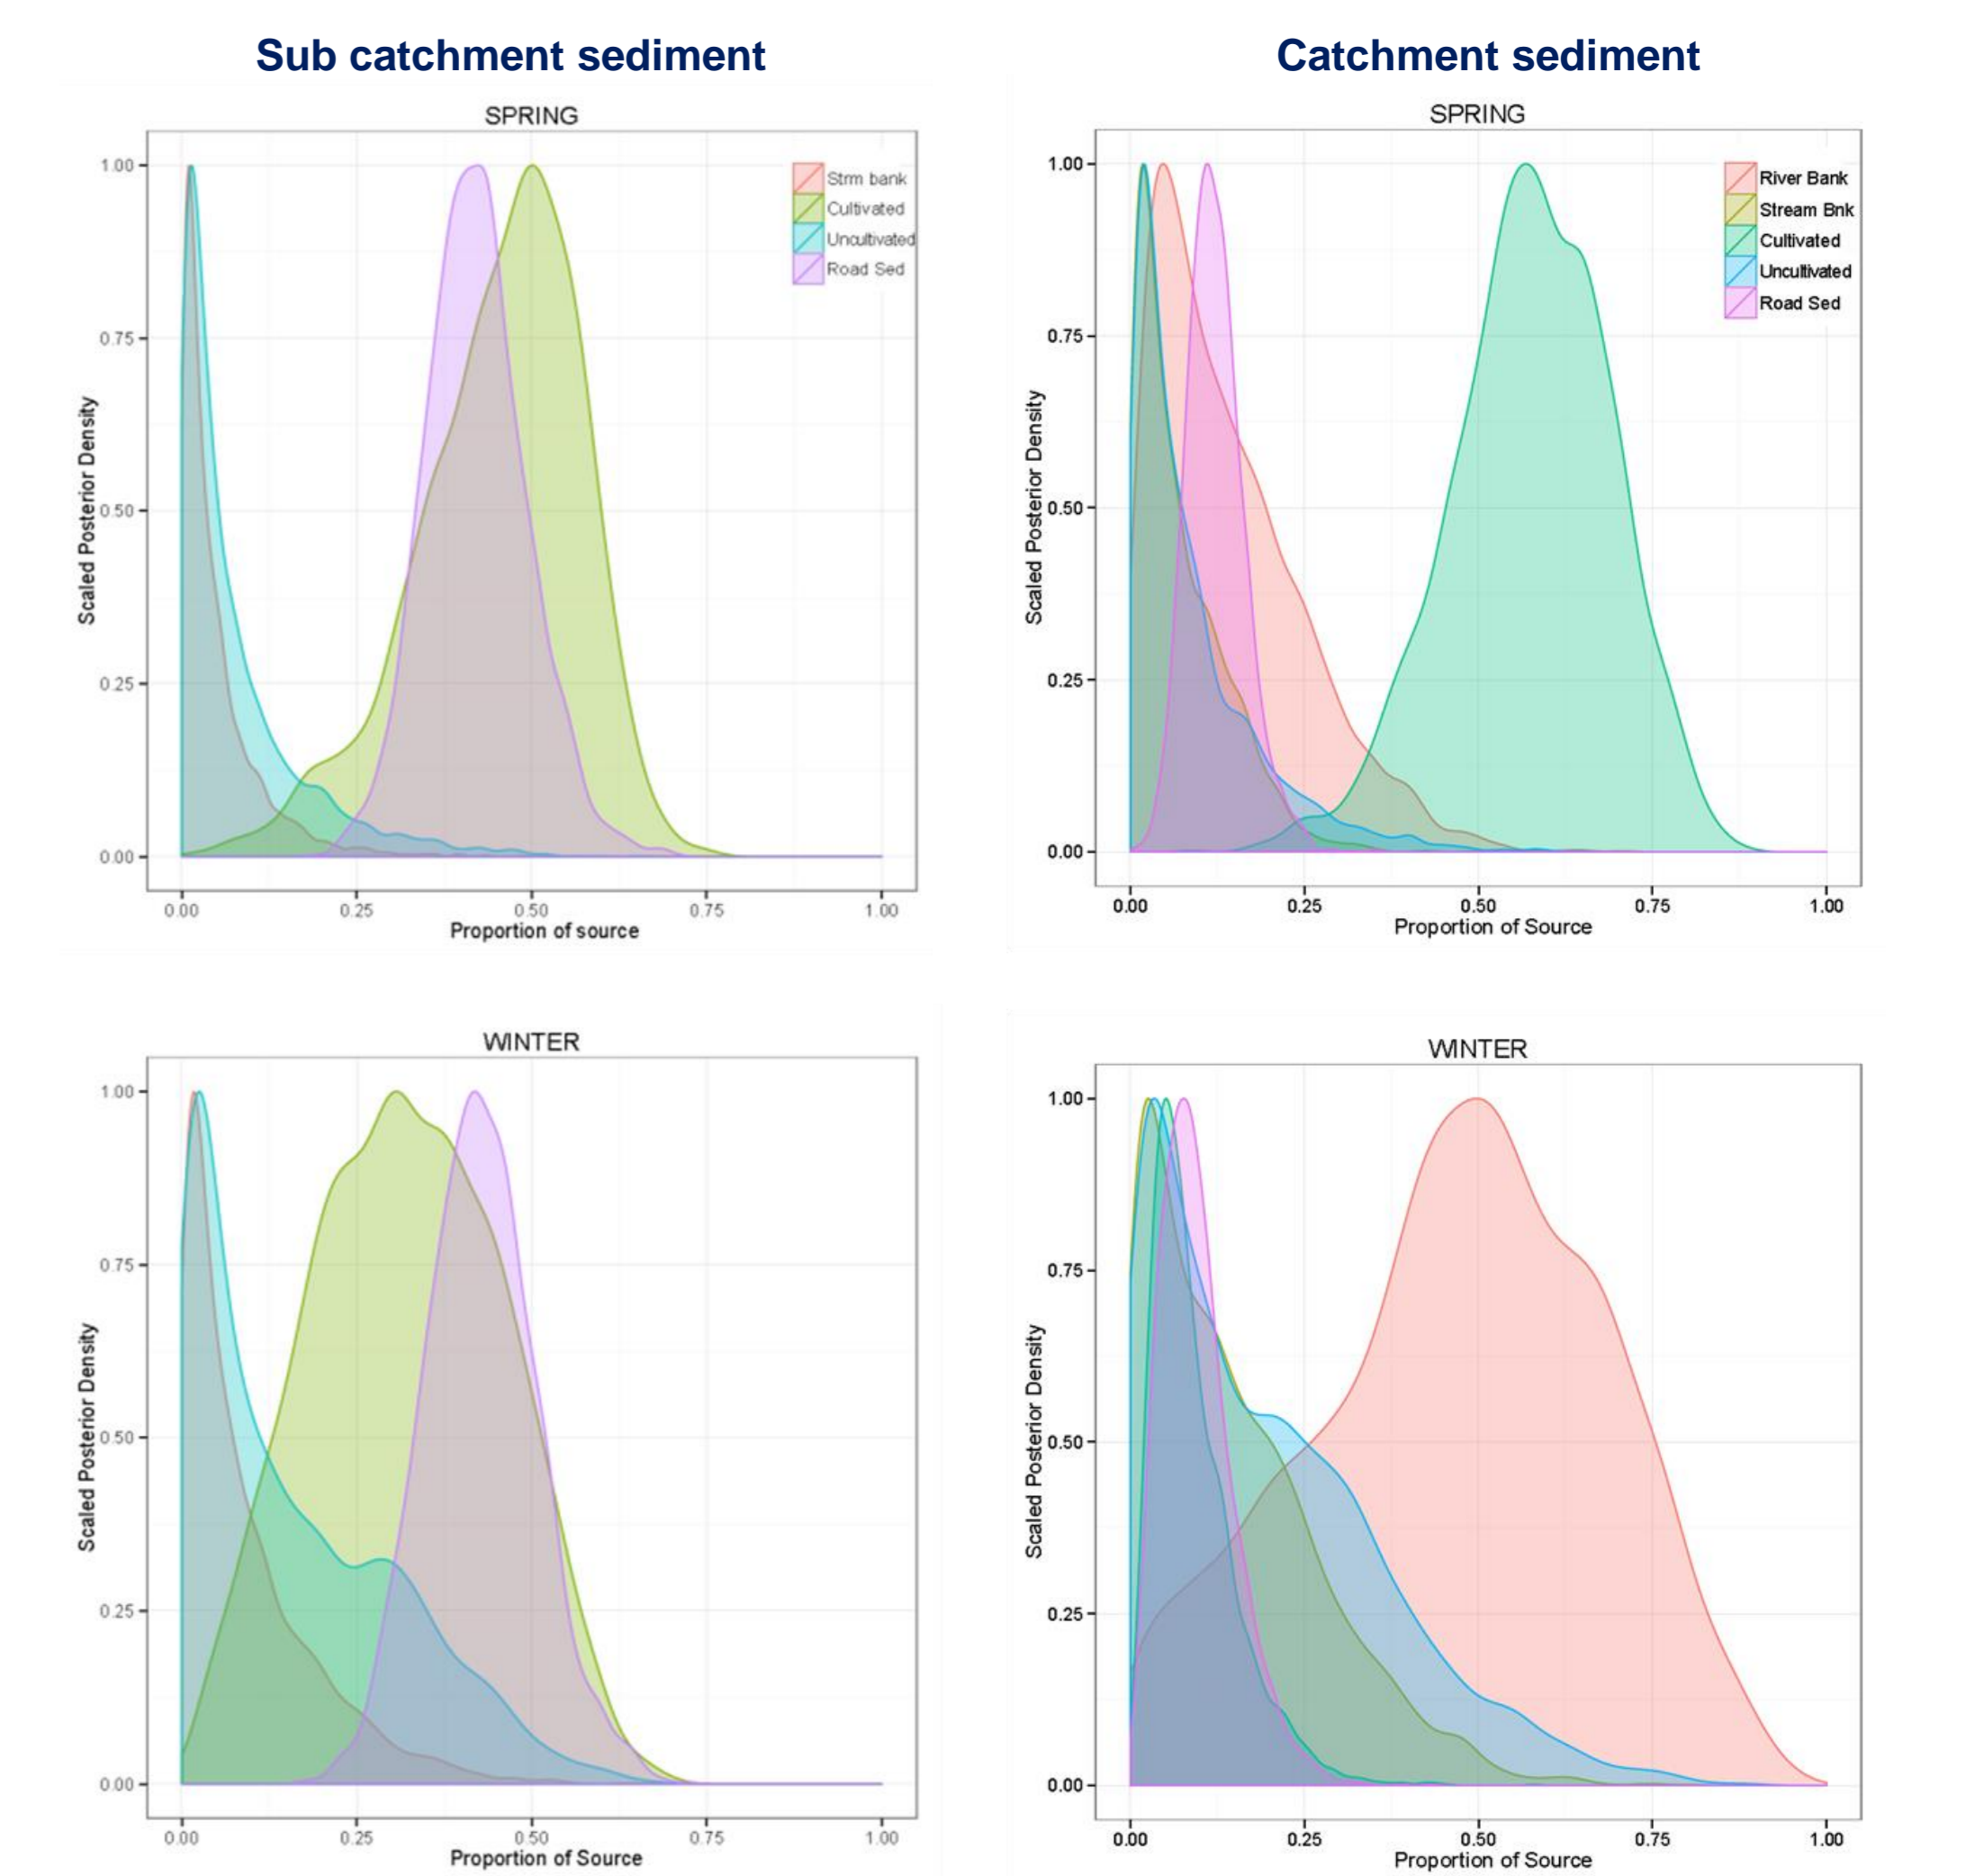 Sub catchment sediment
Catchment sediment
SPRING
1.00
0.75
0.50
0.25
0.00
Scaled Posterior Density
Strm bank
Cultivated
Uncultivated
Road Sed
0.00 0.25 0.50 0.75 1.00
Proportion of source
SPRING
1.00
0.75
0.50
0.25
0.00
Scaled Posterior Density
River Bank
Stream Bnk
Cultivated
Uncultivated
Road Sed
0.00 0.25 0.50 0.75 1.00
Proportion of Source
WINTER
1.00
0.75
0.50
0.25
0.00
Scaled Posterior Density
0.00 0.25 0.50 0.75 1.00
Proportion of Source
WINTER
1.00
0.75
0.50
0.25
0.00
Scaled Posterior Density
0.00 0.25 0.50 0.75 1.00
Proportion of Source